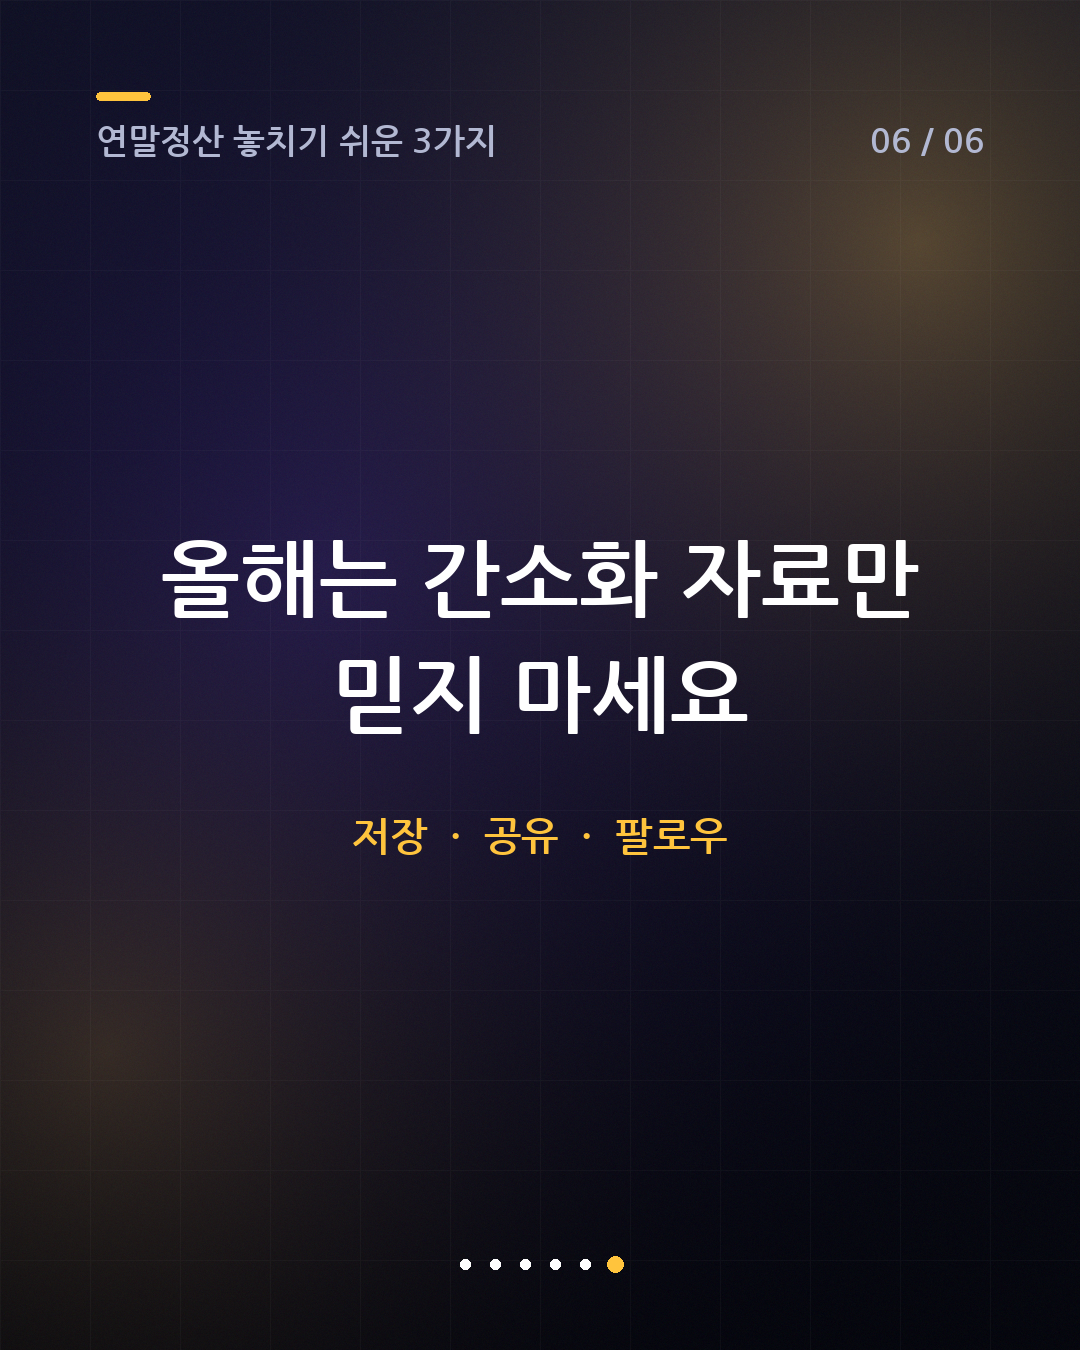 연말정산 놓치기 쉬운 3가지
06 / 06
올해는 간소화 자료만
믿지 마세요
저장 · 공유 · 팔로우